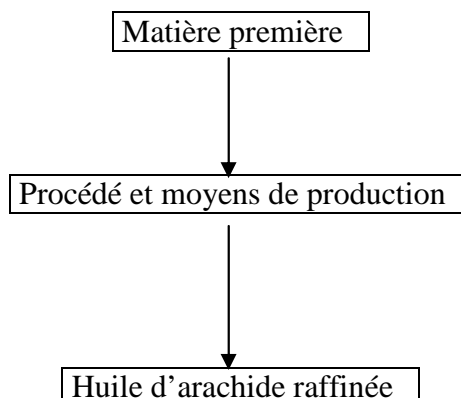 Matière première
Procédé et moyens de production
Huile d’arachide raffinée